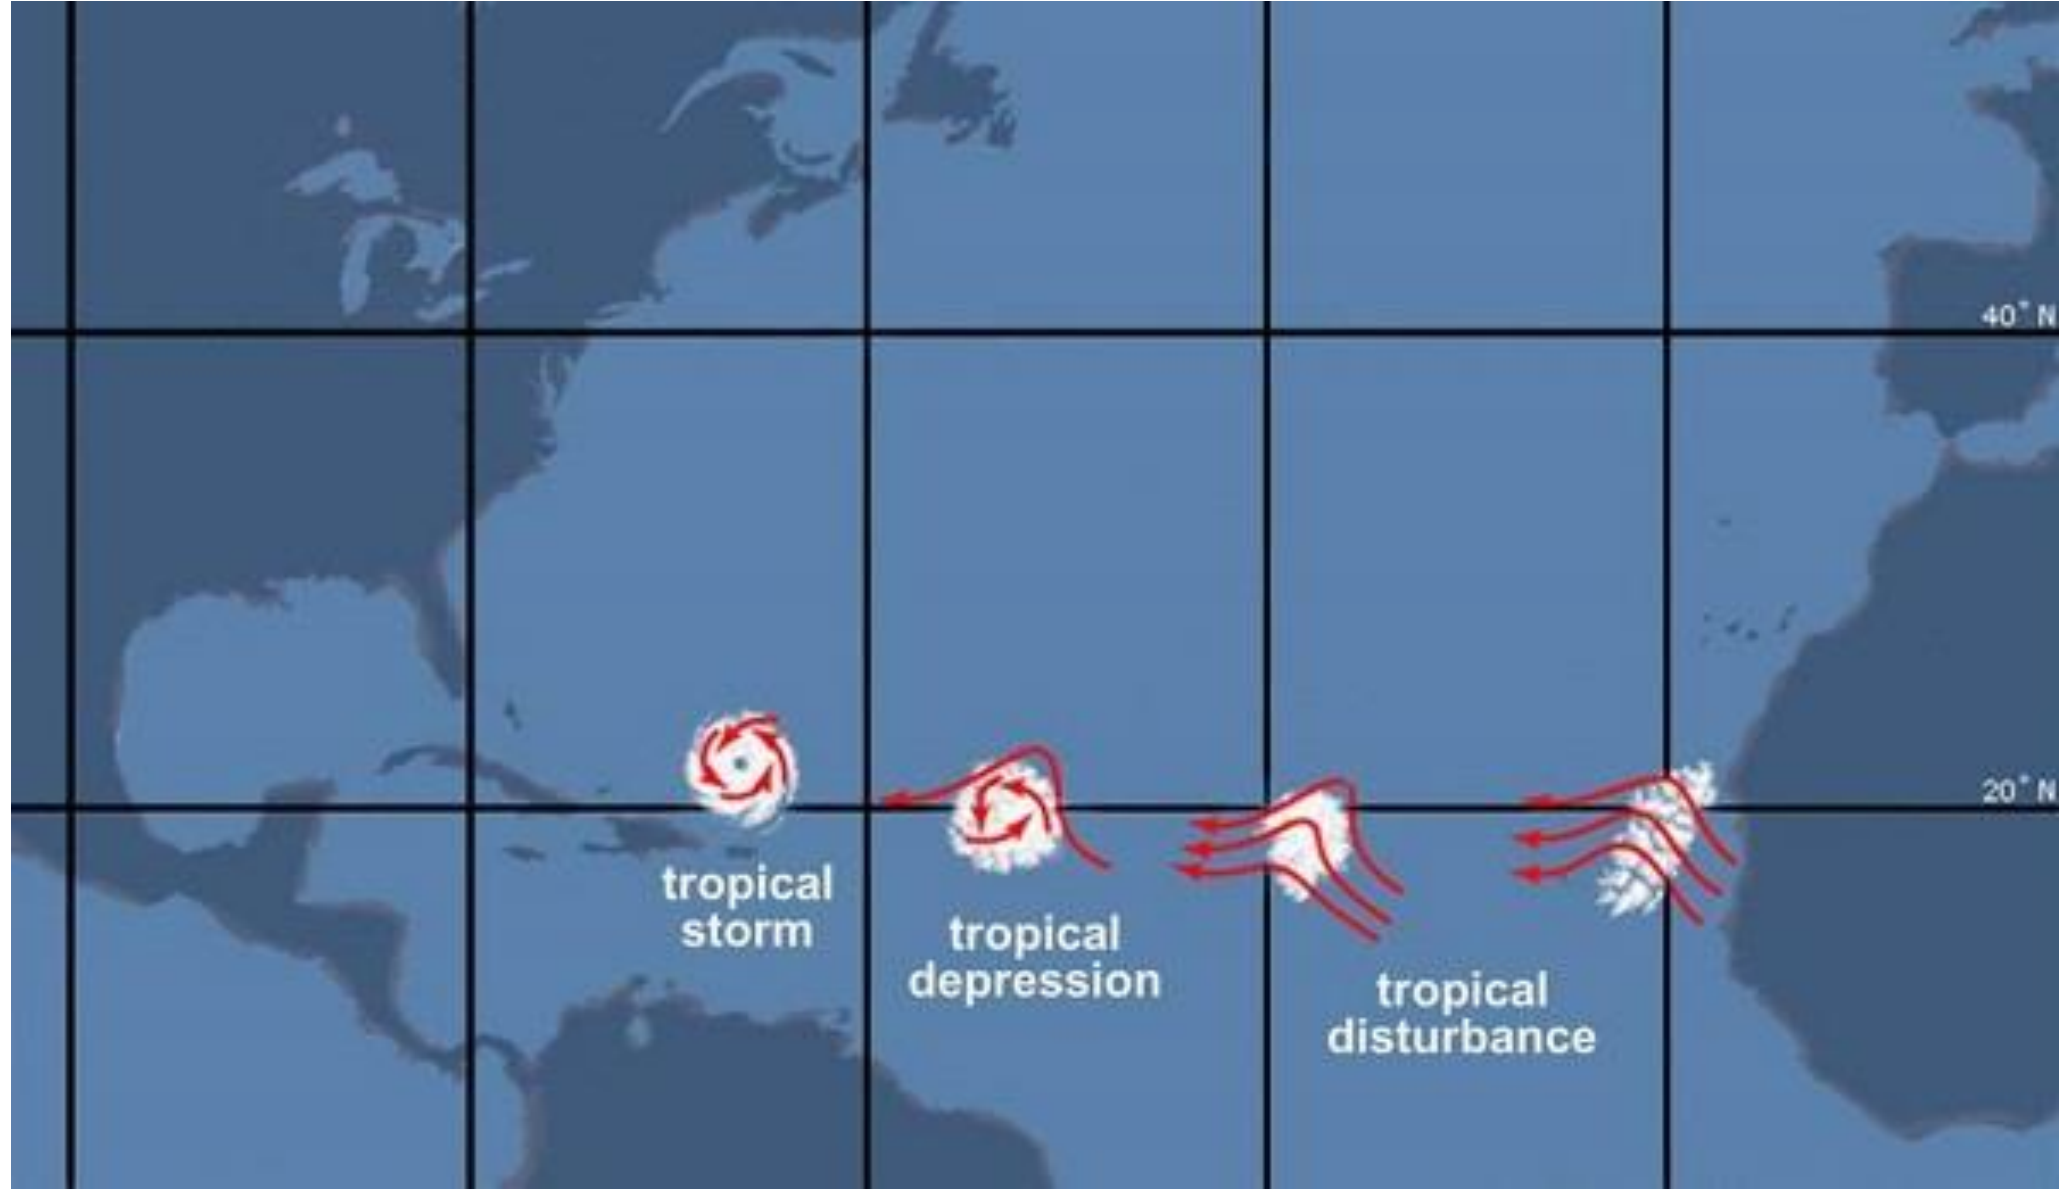 40° N
20° N
tropical
storm
tropical
depression
tropical
disturbance